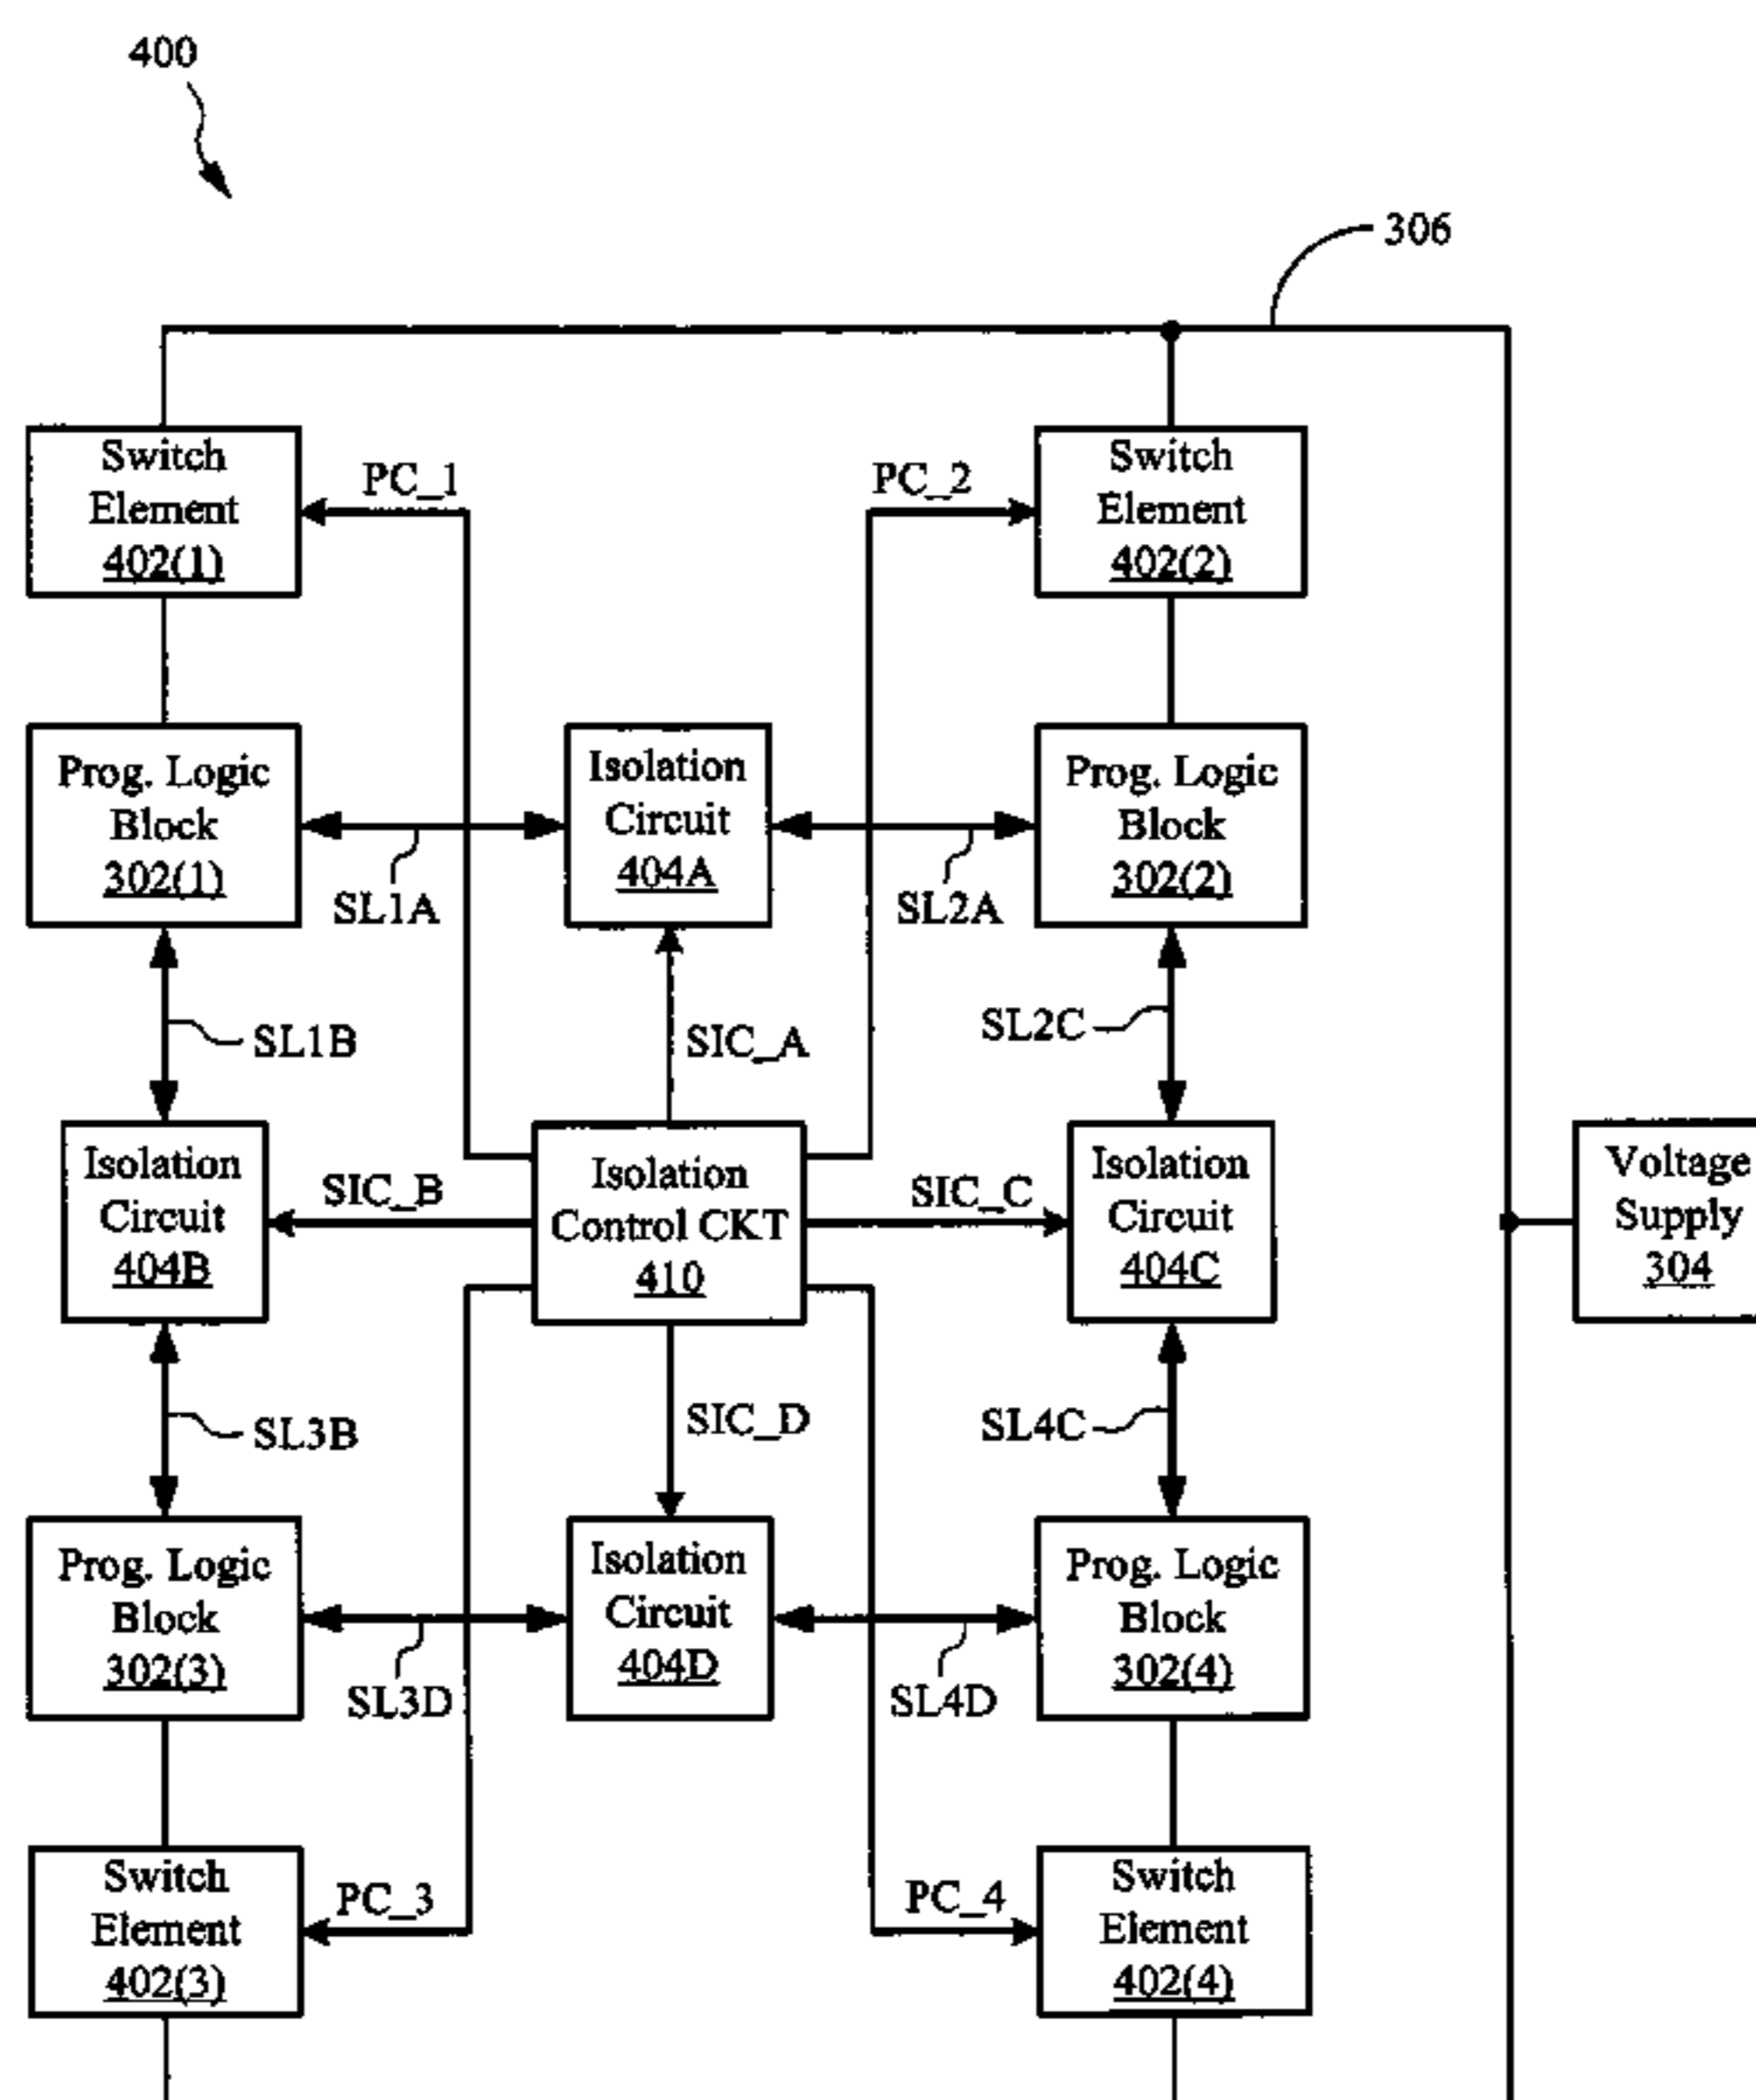 400
306
Switch
Element
402(1)
PC_1
PC_2
Switch
Element
402(2)
Prog. Logic
Block
302(1)
SL1A
Isolation
Circuit
404A
SL2A
Prog. Logic
Block
302(2)
SL1B
SIC_A
SL2C
Isolation
Circuit
404B
SIC_B
Isolation
Control CKT
410
SIC_C
Isolation
Circuit
404C
Voltage
Supply
304
SL3B
SIC_D
SL4C
Prog. Logic
Block
302(3)
SL3D
Isolation
Circuit
404D
SL4D
Prog. Logic
Block
302(4)
Switch
Element
402(3)
PC_3
PC_4
Switch
Element
402(4)